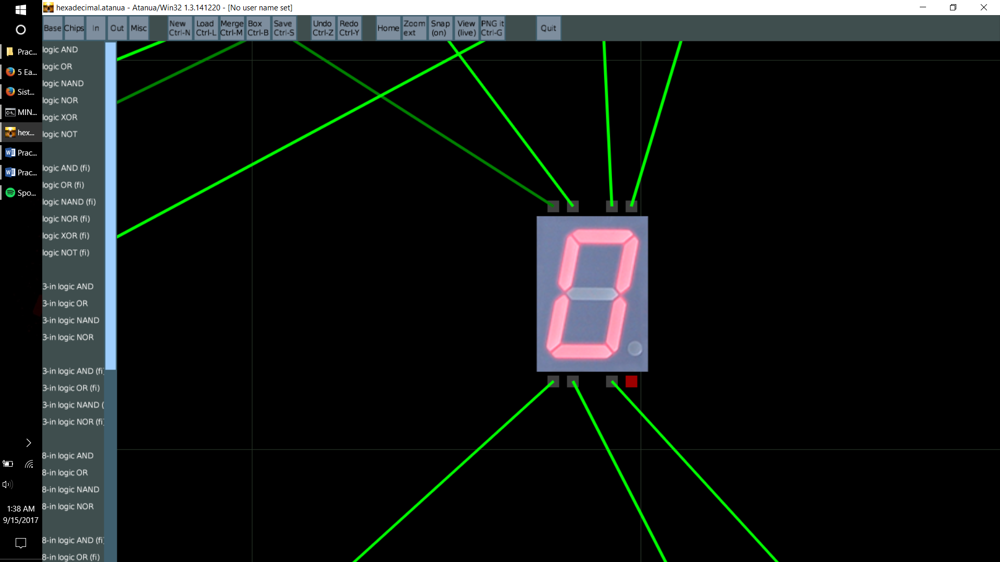 hexadecimal.atanua - Atanua/Win32 1.3.141220 - [No user name set]
Base
Chips
In
Out
Misc
New
Ctrl-N
Load
Ctrl-L
Merge
Ctrl-M
Box
Ctrl-B
Save
Ctrl-S
Undo
Ctrl-Z
Redo
Ctrl-Y
Home
Zoom
ext
Snap
(on)
View
(live)
PNG it
Ctrl-G
Quit
Prac...
5 Ea...
Sist...
MIN...
hex...
Prac...
Prac...
Spo...
1:38 AM
9/15/2017
logic AND
logic OR
logic NAND
logic NOR
logic XOR
logic NOT
logic AND (fi)
logic OR (fi)
logic NAND (fi)
logic NOR (fi)
logic XOR (fi)
logic NOT (fi)
3-in logic AND
3-in logic OR
3-in logic NAND
3-in logic NOR
3-in logic AND (fi)
3-in logic OR (fi)
3-in logic NAND (
3-in logic NOR (fi)
8-in logic AND
8-in logic OR
8-in logic NAND
8-in logic NOR
8-in logic AND (fi)
8-in logic OR (fi)
0